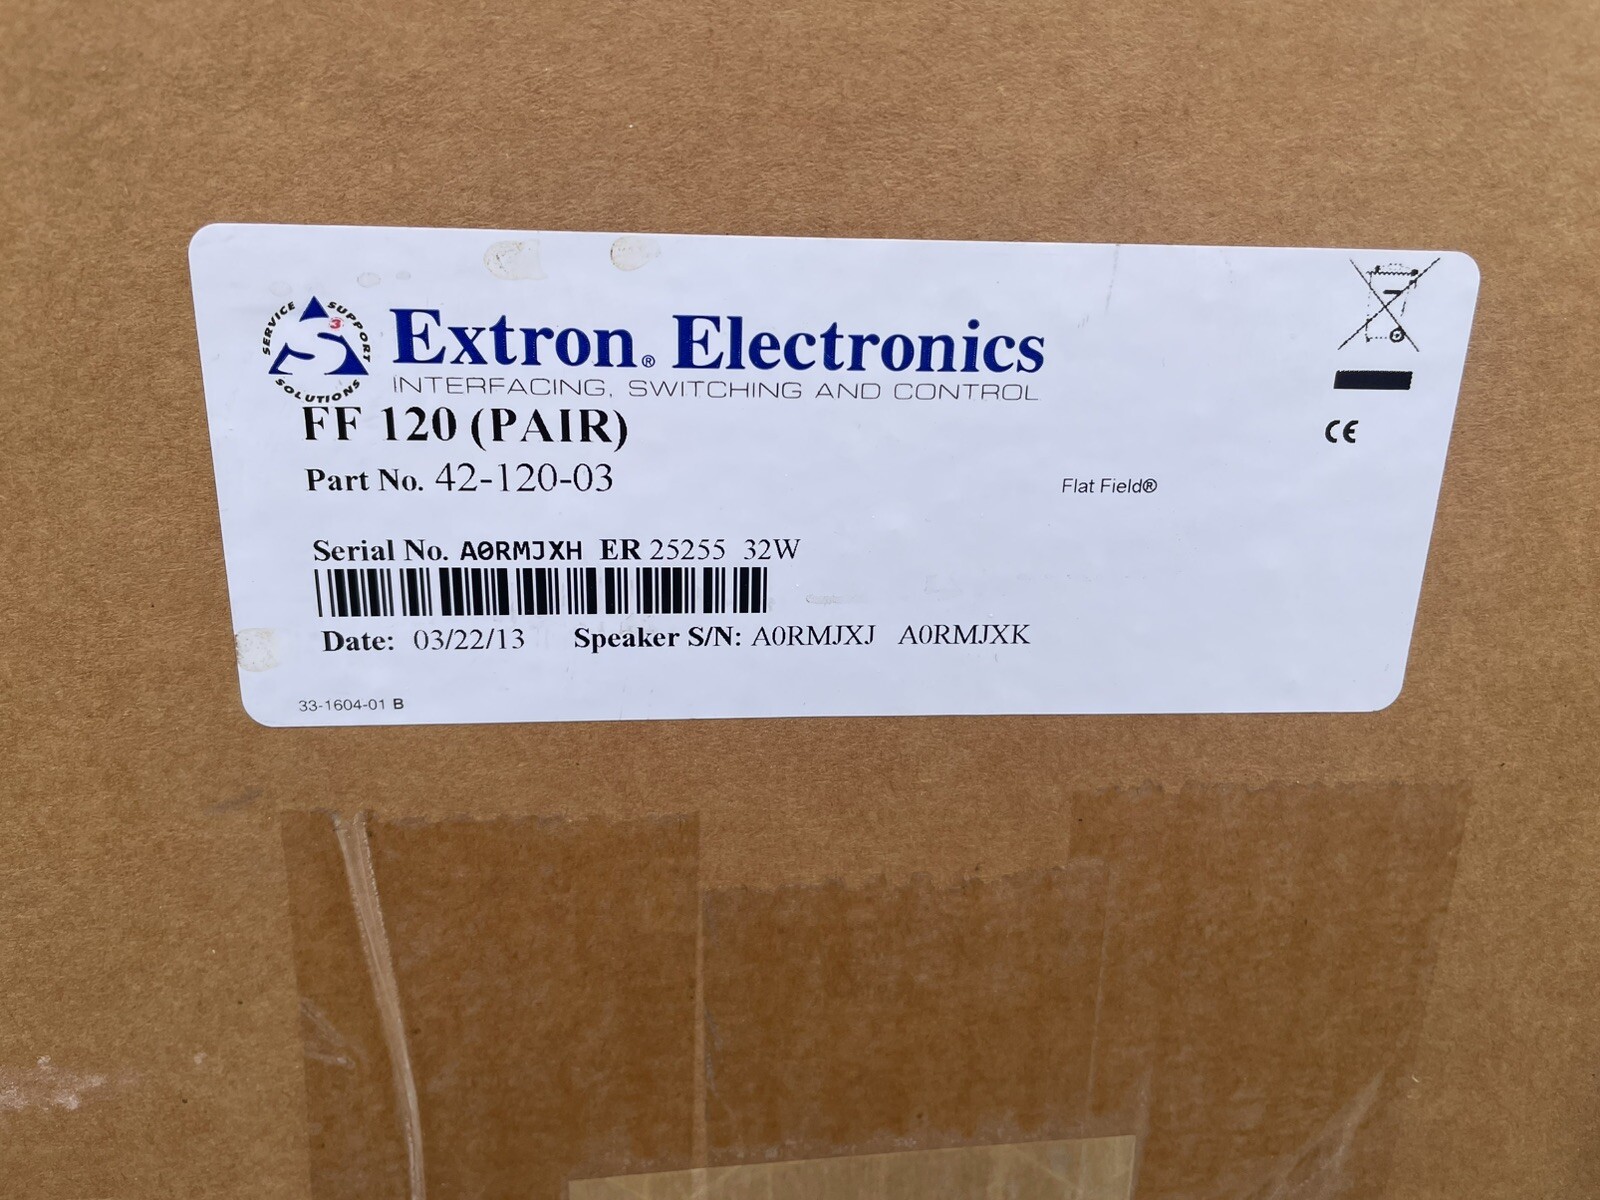 SERVICE SUPPORT SOLUTIONS
S3
Extron® Electronics
INTERFACING, SWITCHING AND CONTROL
FF 120 (PAIR)
Part No. 42-120-03
CE
Flat Field®
Serial No. A0RMJXH ER 25255 32W
Date: 03/22/13 Speaker S/N: A0RMJXJ A0RMJXK
33-1604-01 B